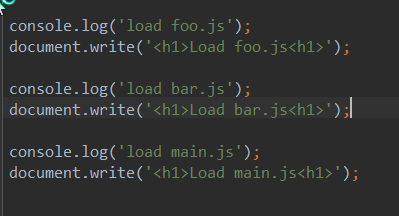 console.log('load foo.js');
document.write('<h1>Load foo.js<h1>');
console.log('load bar.js');
document.write('<h1>Load bar.js<h1>');
console.log('load main.js');
document.write('<h1>Load main.js<h1>');